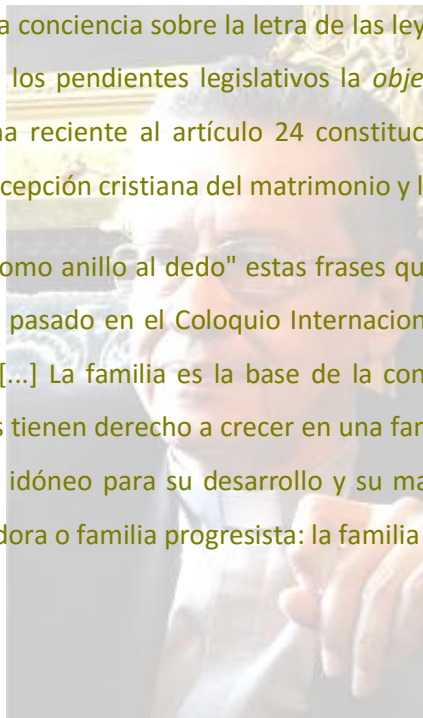 a conciencia sobre la letra de las ley
los pendientes legislativos la obje
na reciente al artículo 24 constituc
cepción cristiana del matrimonio y l
omo anillo al dedo" estas frases qu
pasado en el Coloquio Internacion
[...] La familia es la base de la con
s tienen derecho a crecer en una far
idóneo para su desarrollo y su ma
dora o familia progresista: la familia